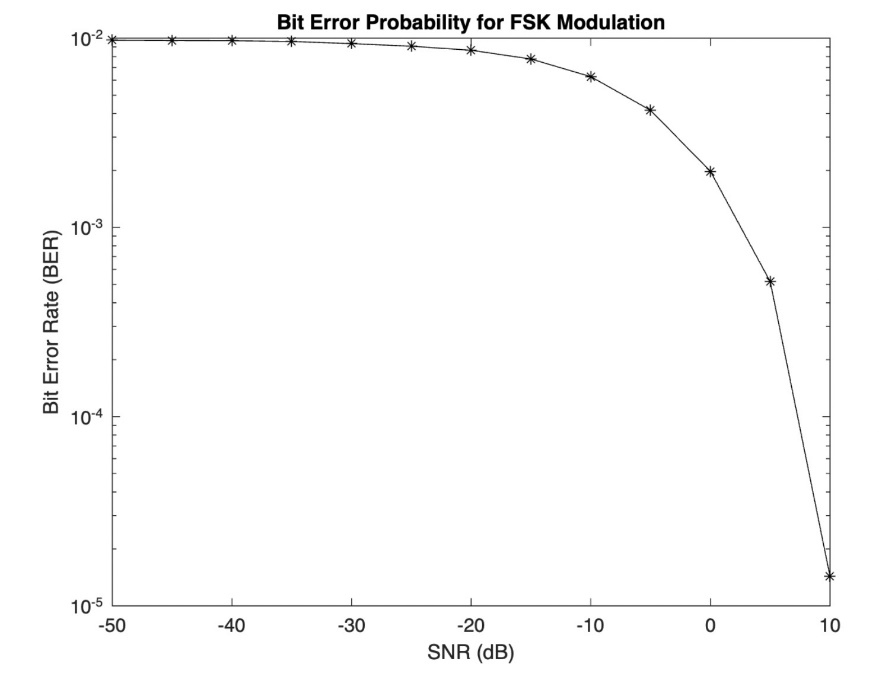 Bit Error Probability for FSK Modulation
10⁻²
10⁻³
10⁻⁴
10⁻⁵
Bit Error Rate (BER)
-50 -40 -30 -20 -10 0 10
SNR (dB)